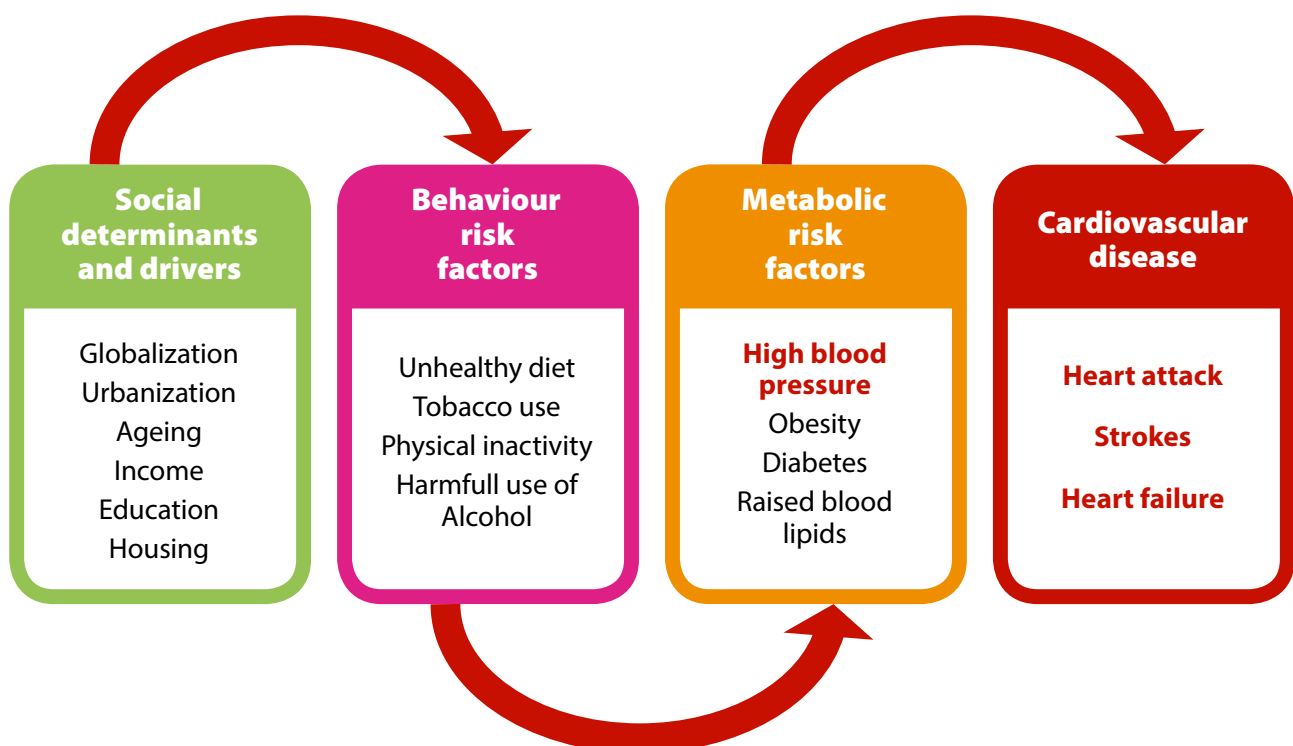 Social
determinants
and drivers
Globalization
Urbanization
Ageing
Income
Education
Housing
Behaviour
risk
factors
Unhealthy diet
Tobacco use
Physical inactivity
Harmfull use of
Alcohol
Metabolic
risk
factors
High blood
pressure
Obesity
Diabetes
Raised blood
lipids
Cardiovascular
disease
Heart attack
Strokes
Heart failure